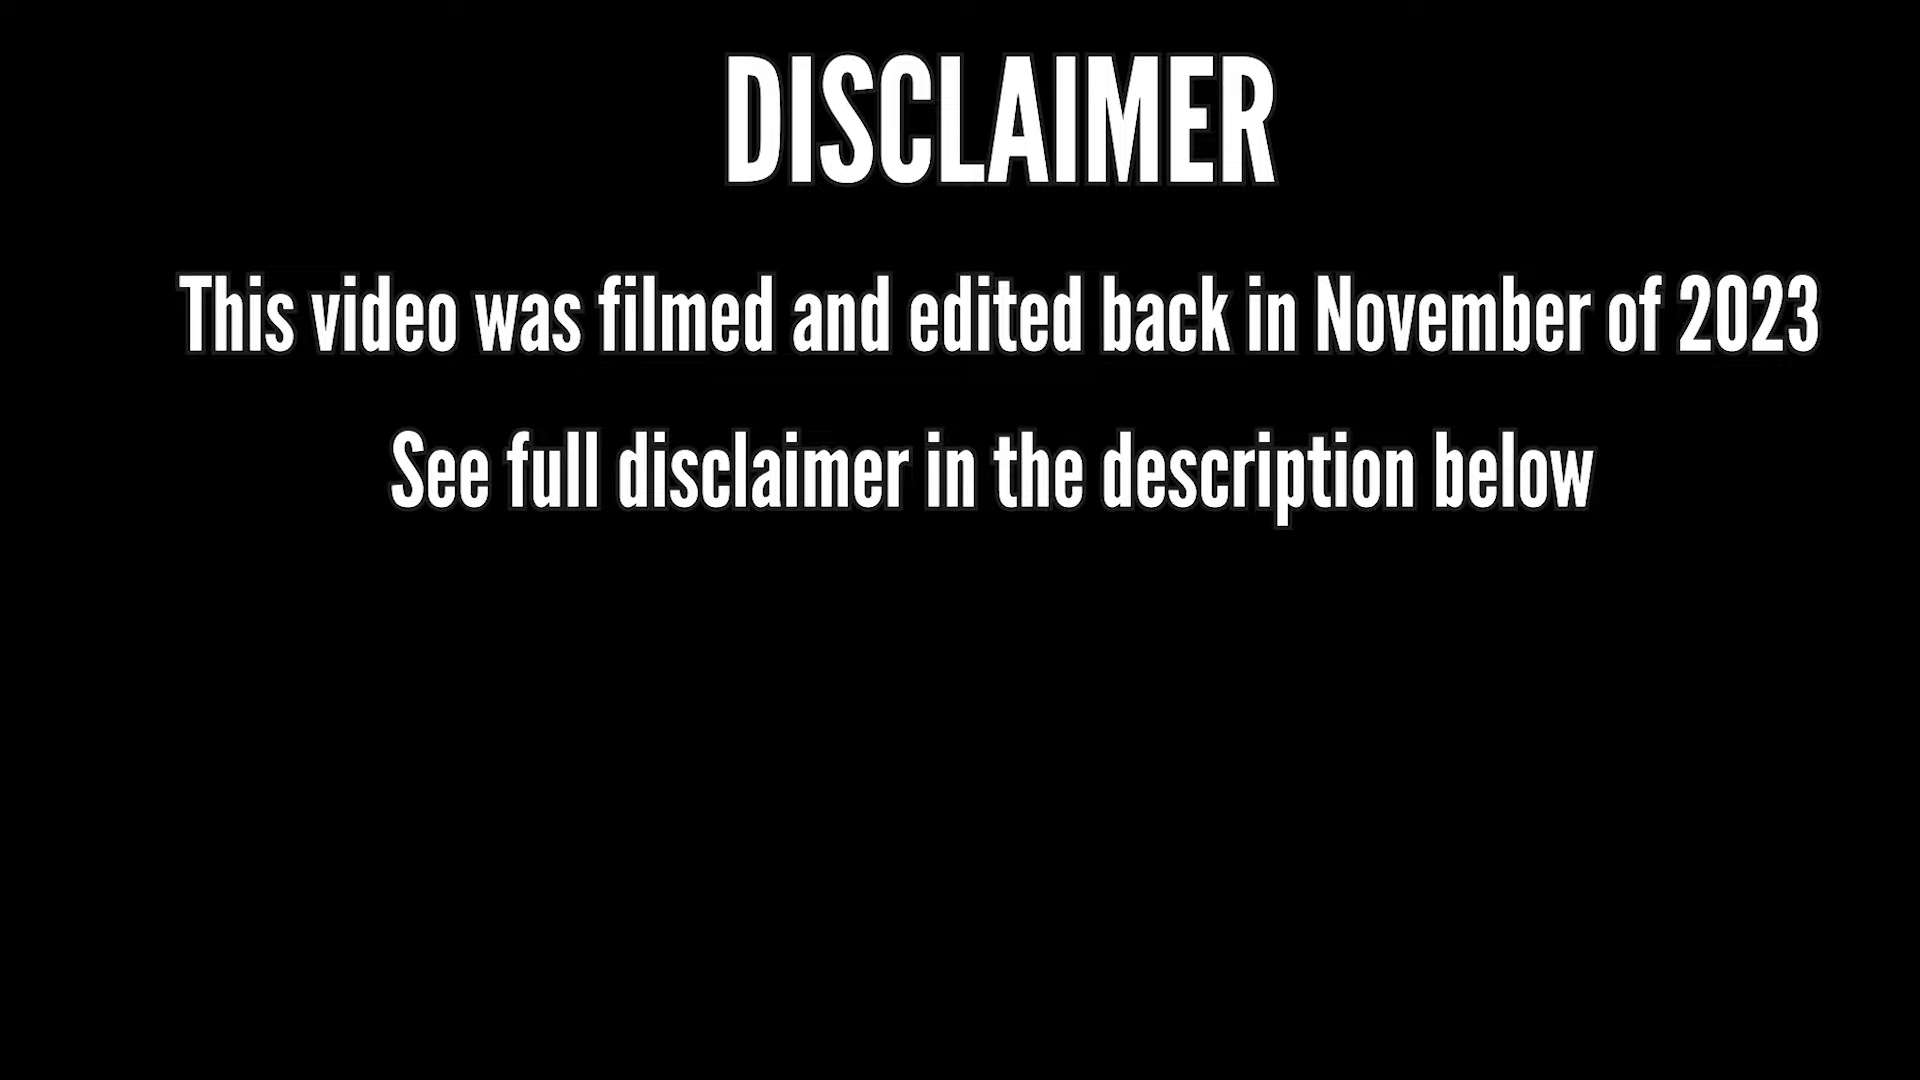 DISCLAIMER
This video was filmed and edited back in November of 2023
See full disclaimer in the description below